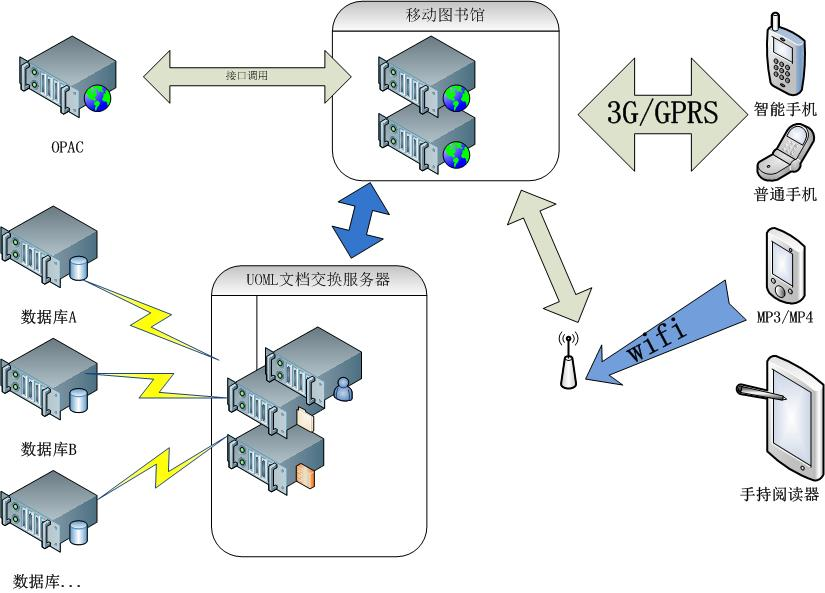 移动图书馆
接口调用
3G/GPRS
智能手机
OPAC
普通手机
UOML文档交换服务器
数据库A
MP3/MP4
wifi
数据库B
手持阅读器
数据库...